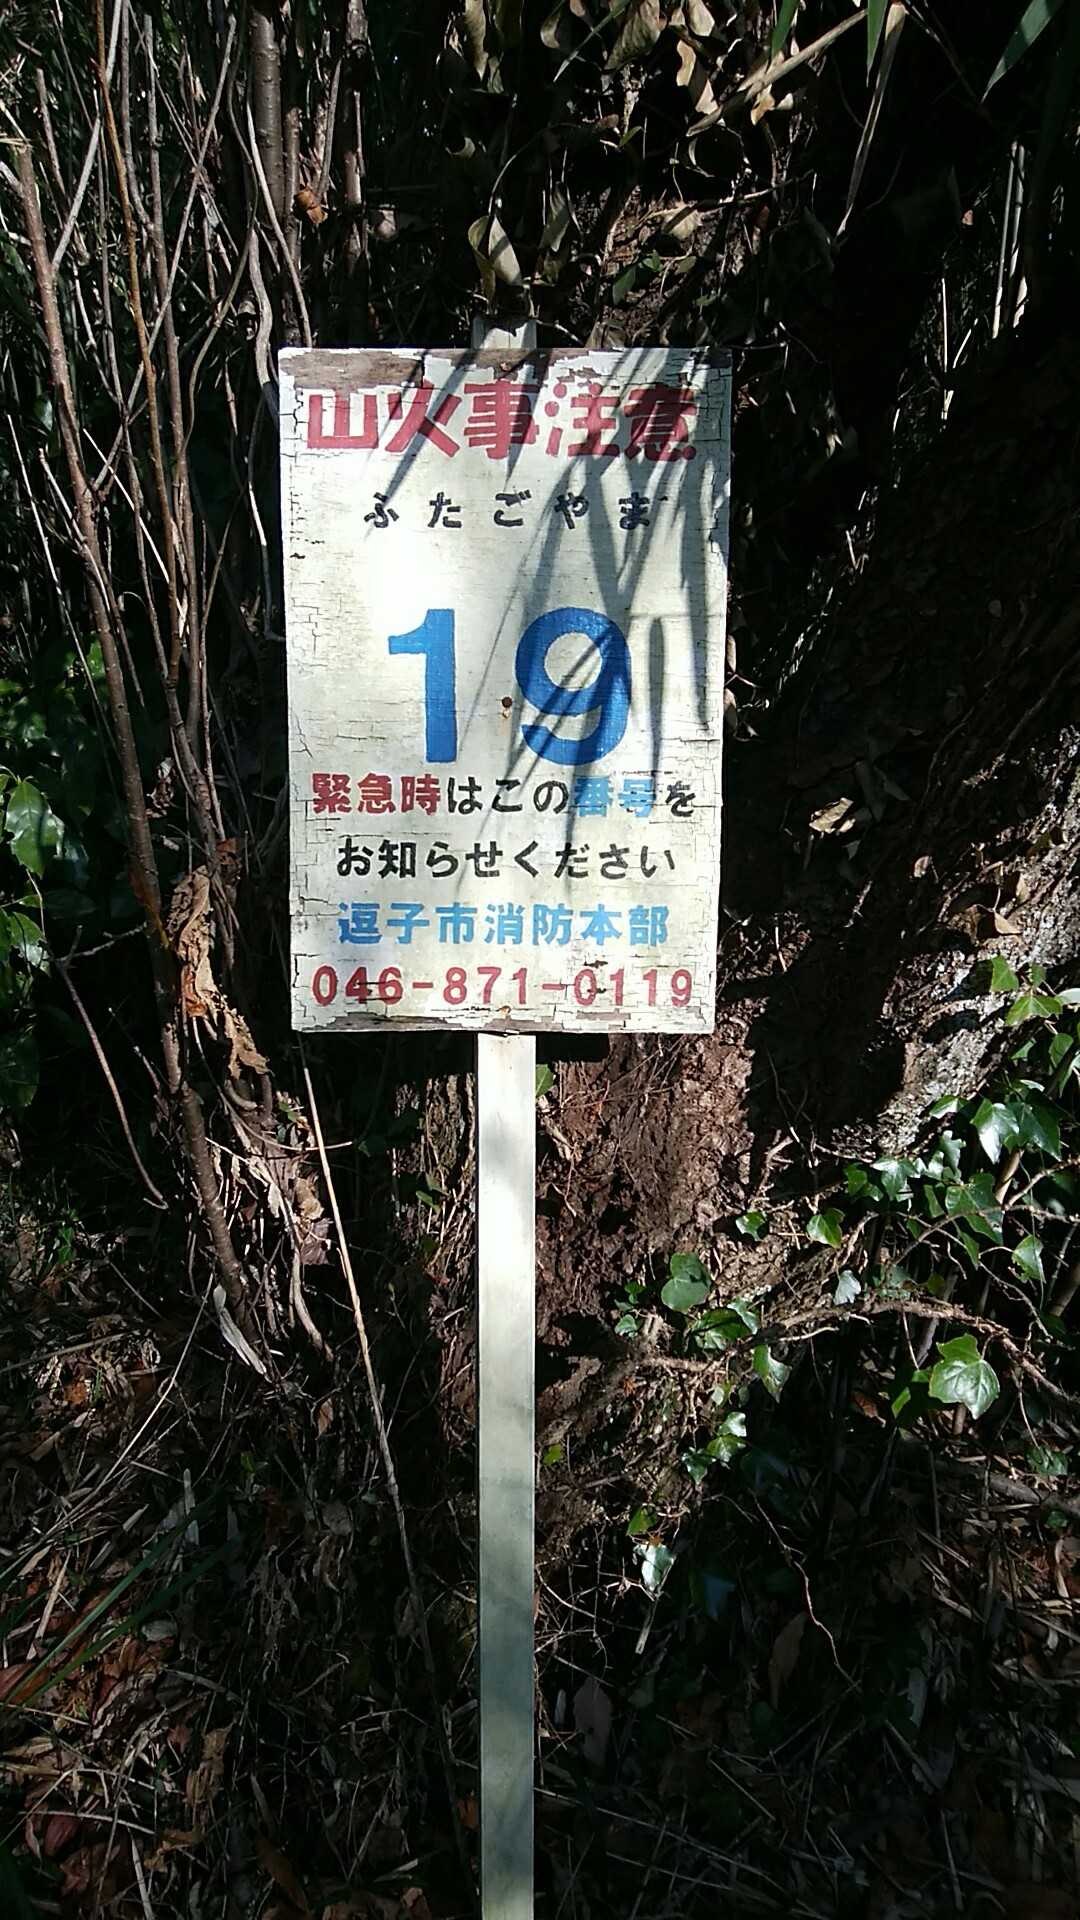 山火事注意
ふたごやま
19
緊急時はこの番号を
お知らせください
逗子市消防本部
046-871-0119